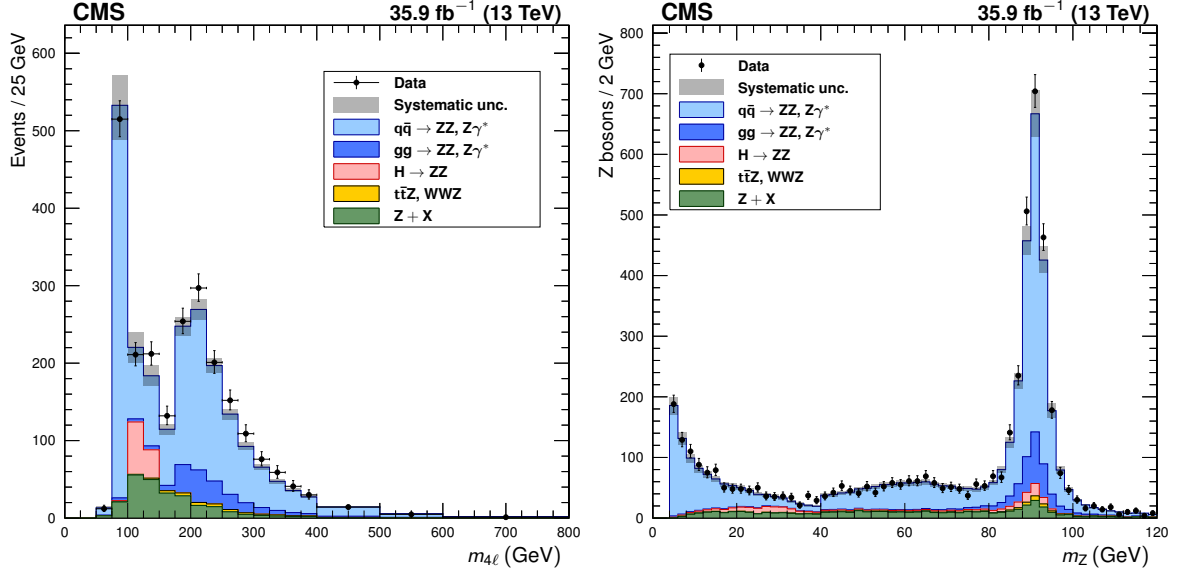 CMS 35.9 fb⁻¹ (13 TeV)
Events / 25 GeV
600
500
400
300
200
100
0
Data
Systematic unc.
qq̄ → ZZ, Zγ*
gg → ZZ, Zγ*
H → ZZ
tt̄Z, WWZ
Z + X
0 100 200 300 400 500 600 700 800
m4ℓ (GeV)
CMS 35.9 fb⁻¹ (13 TeV)
Z bosons / 2 GeV
800
700
600
500
400
300
200
100
0
Data
Systematic unc.
qq̄ → ZZ, Zγ*
gg → ZZ, Zγ*
H → ZZ
tt̄Z, WWZ
Z + X
0 20 40 60 80 100 120
mZ (GeV)